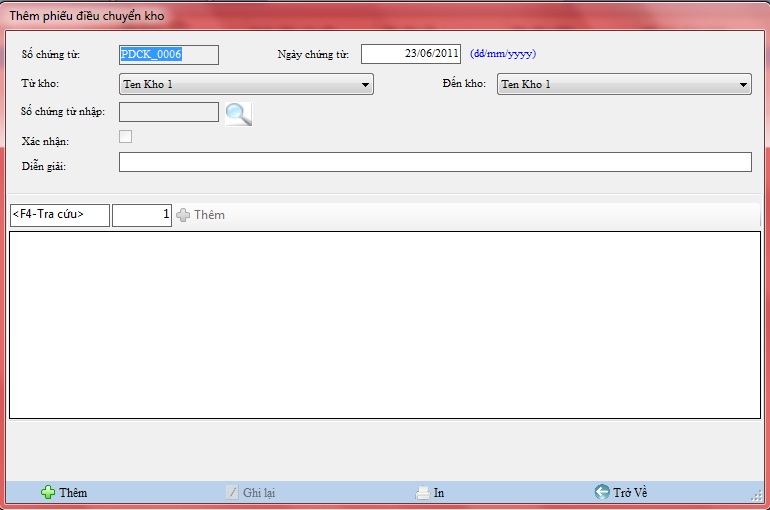 Thêm phiếu điều chuyển kho
Số chứng từ: PDCK_0006 Ngày chứng từ: 23/06/2011 (dd/mm/yyyy)
Từ kho: Ten Kho 1 Đến kho: Ten Kho 1
Số chứng từ nhập:
Xác nhận:
Diễn giải:
<F4-Tra cứu> 1 Thêm
Thêm Ghi lại In Trở Về